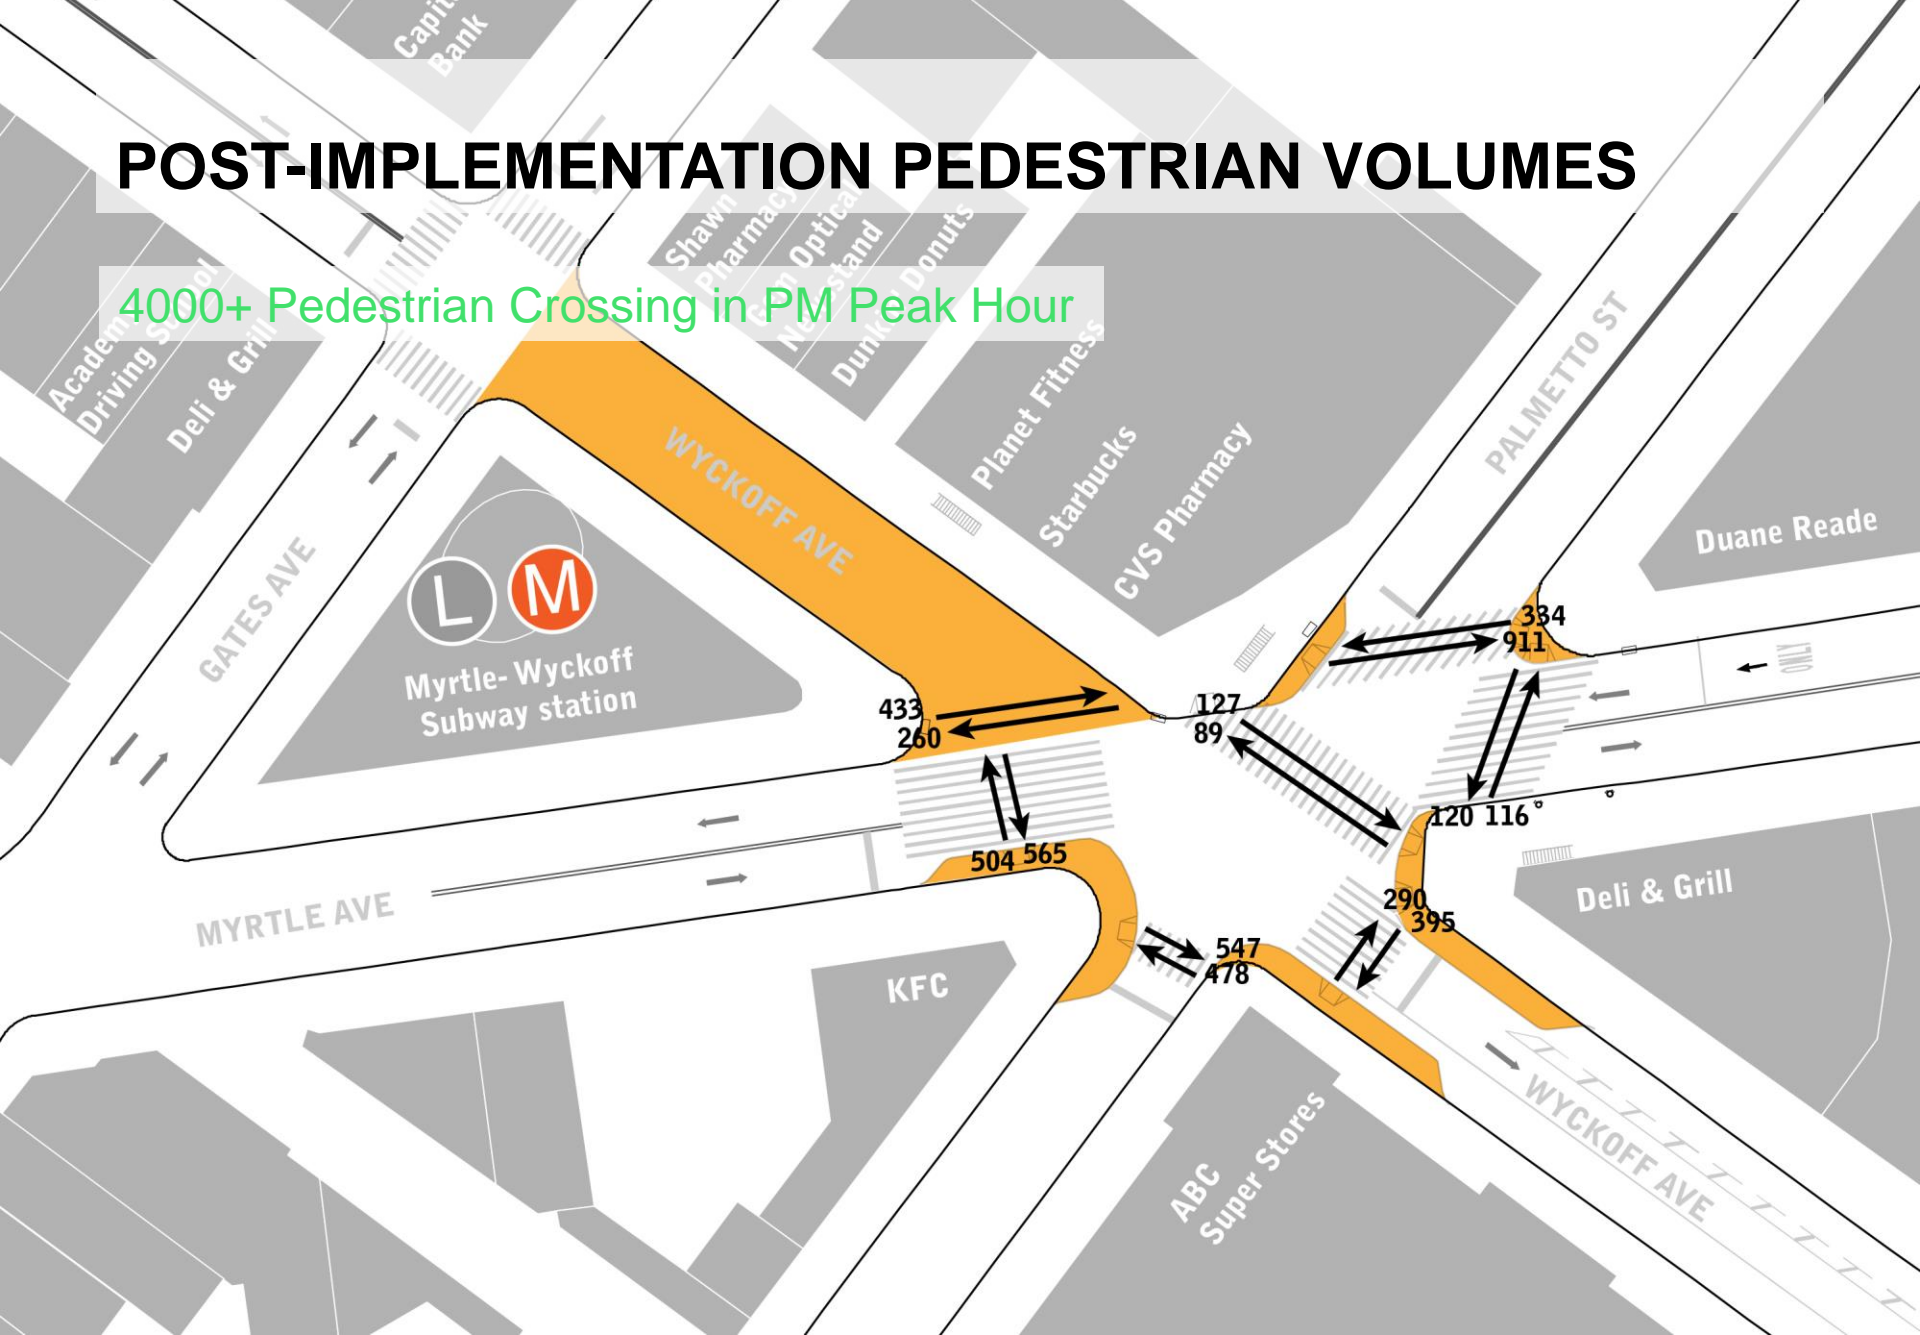 Capit
Bank
POST-IMPLEMENTATION PEDESTRIAN VOLUMES
4000+ Pedestrian Crossing in PM Peak Hour
Academ
Driving School
Deli & Grill
Shawn
Pharmacy
Optical
Dunkin Donuts
Planet Fitness
Starbucks
CVS Pharmacy
PALMETTO ST
Duane Reade
WYCKOFF AVE
GATES AVE
L M
Myrtle-Wyckoff
Subway station
334
911
ONLY
433
260
127
89
120 116
504 565
290
395
547
478
MYRTLE AVE
KFC
Deli & Grill
WYCKOFF AVE
ABC
Super Stores